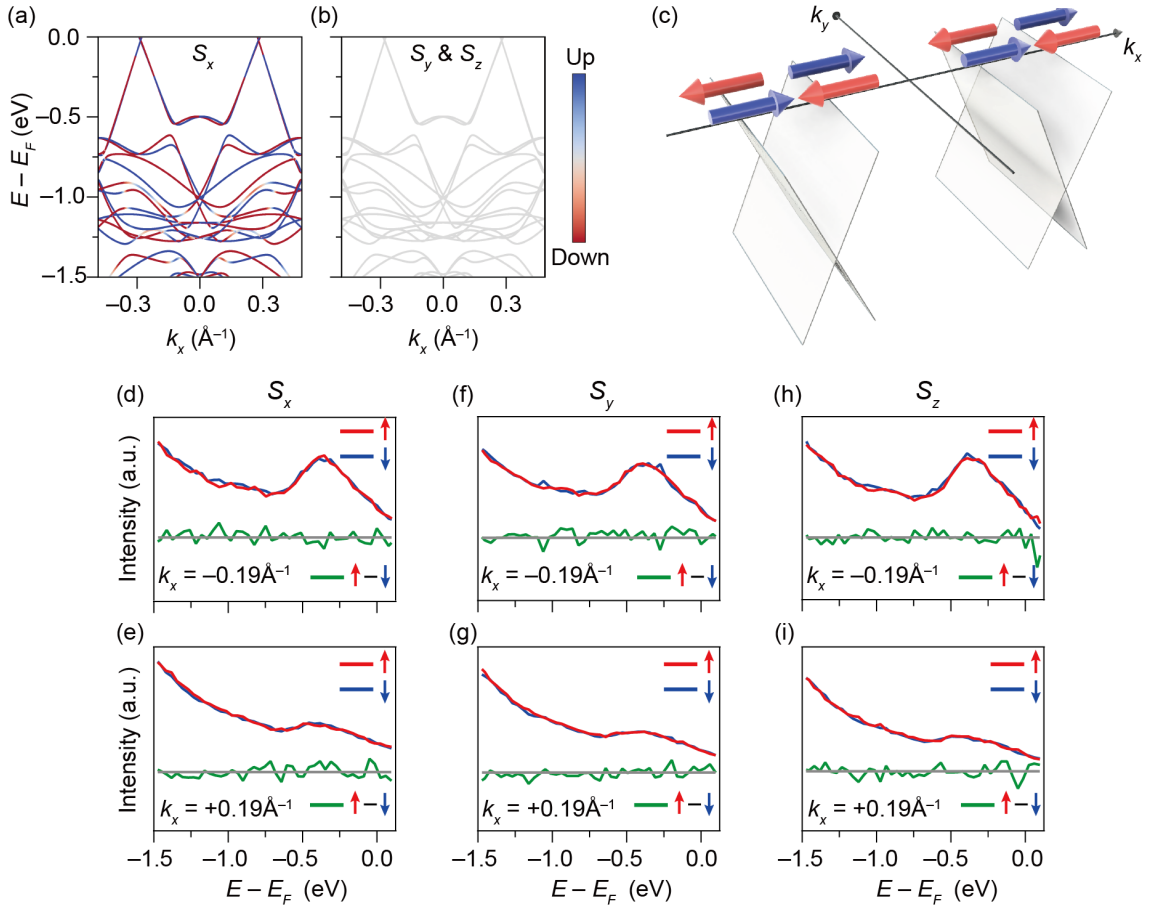 (a)
(b)
(c)
0.0
−0.5
−1.0
−1.5
E − E_F (eV)
S_x
S_y & S_z
Up
Down
−0.3
0.0
0.3
−0.3
0.0
0.3
k_x (Å⁻¹)
k_x (Å⁻¹)
k_y
k_x
(d)
S_x
(f)
S_y
(h)
S_z
Intensity (a.u.)
k_x = −0.19Å⁻¹
↑−↓
k_x = −0.19Å⁻¹
↑−↓
k_x = −0.19Å⁻¹
↑−↓
(e)
(g)
(i)
Intensity (a.u.)
k_x = +0.19Å⁻¹
↑−↓
k_x = +0.19Å⁻¹
↑−↓
k_x = +0.19Å⁻¹
↑−↓
−1.5
−1.0
−0.5
0.0
−1.5
−1.0
−0.5
0.0
−1.5
−1.0
−0.5
0.0
E − E_F (eV)
E − E_F (eV)
E − E_F (eV)